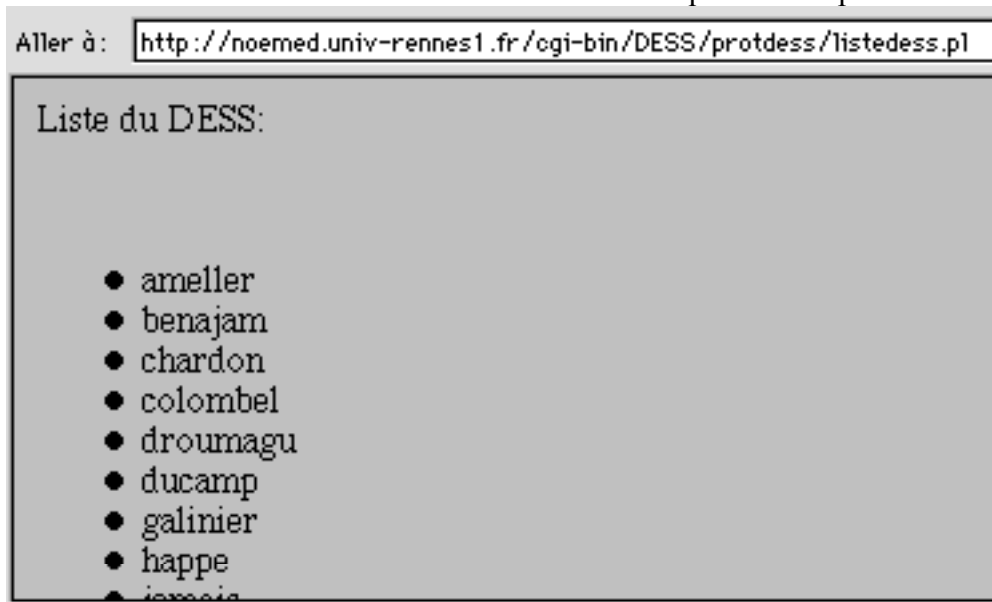 Aller à: http://noemed.univ-rennes1.fr/cgi-bin/DESS/protdess/listedess.pl
Liste du DESS:
ameller
benajam
chardon
colombel
droumagu
ducamp
galinier
happe